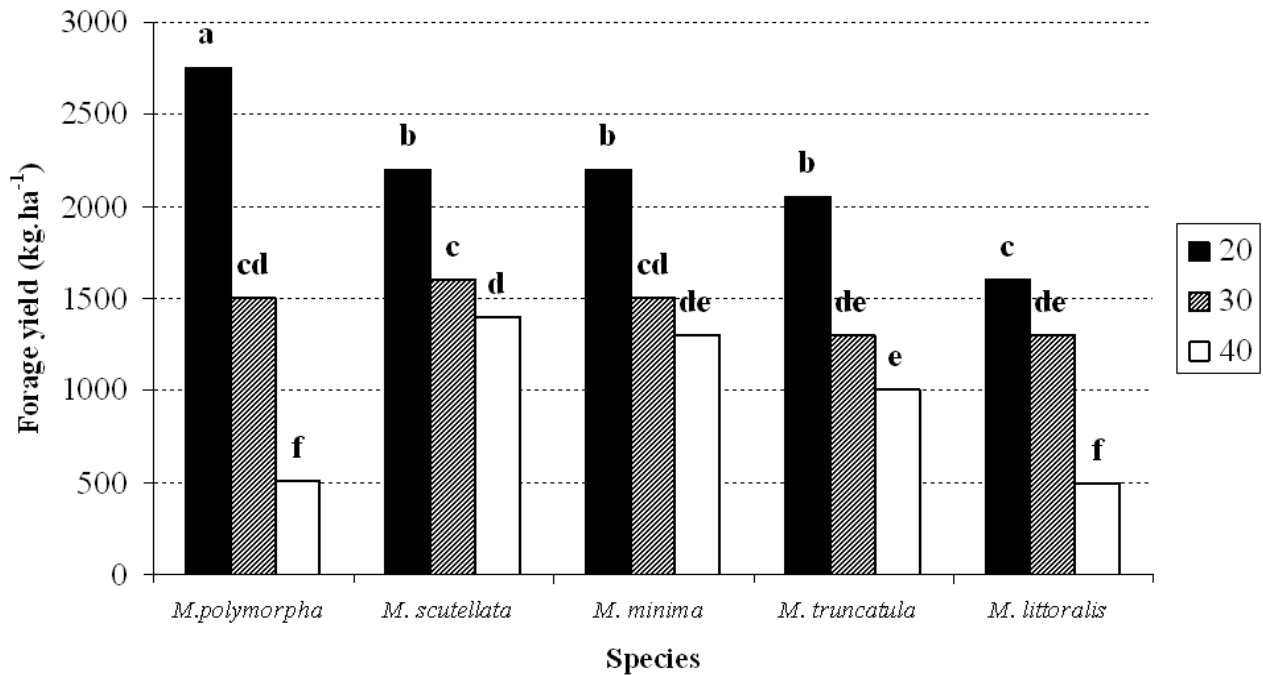 3000
2500
2000
1500
1000
500
0
Forage yield (kg.ha-1)
a
cd
f
b
c
d
b
cd
de
b
de
e
c
de
f
M.polymorpha
M. scutellata
M. minima
M. truncatula
M. littoralis
Species
20
30
40